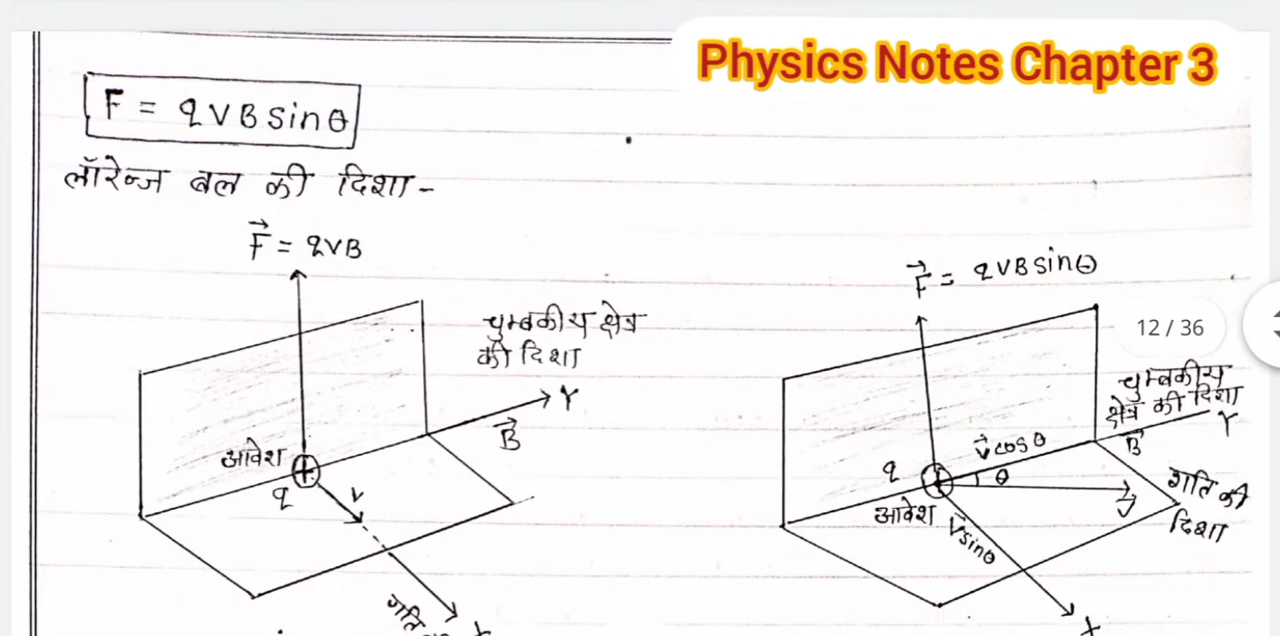 Physics Notes Chapter 3
F = qVB sinθ
लॉरेन्ज बल की दिशा -
F = qVB
चुम्बकीय क्षेत्र
की दिशा
Y
B
आवेश
q
V
गति
X
F = qVB sinθ
12 / 36
चुम्बकीय
क्षेत्र की दिशा
Y
B
V cosθ
θ
q
आवेश
V sinθ
गति की
दिशा
X